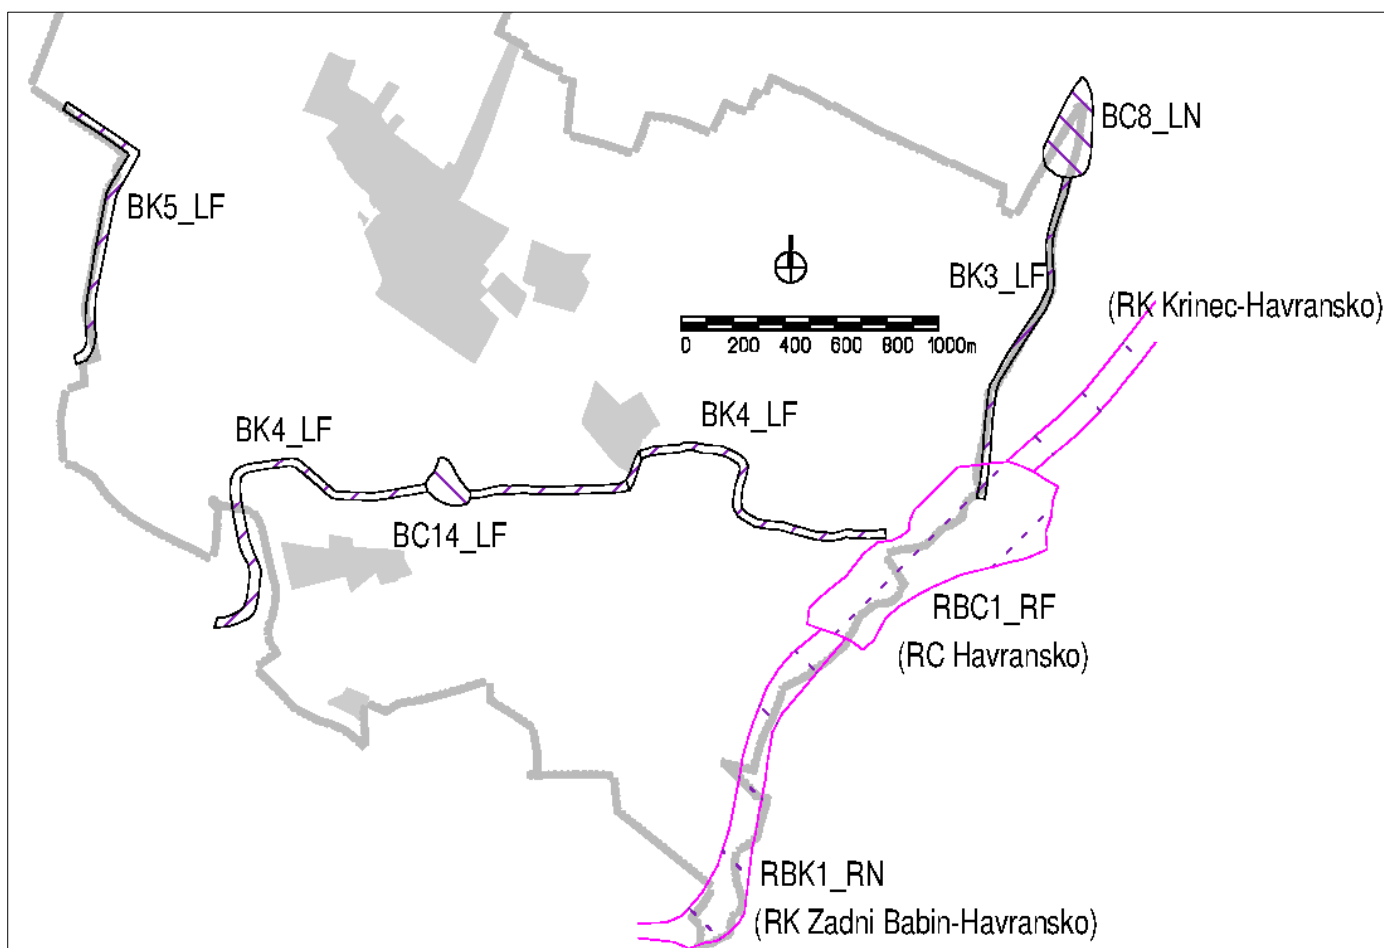 BC8_LN
BK5_LF
BK3_LF
(RK Krinec-Havransko)
0 200 400 600 800 1000m
BK4_LF
BK4_LF
BC14_LF
RBC1_RF
(RC Havransko)
RBK1_RN
(RK Zadni Babin-Havransko)